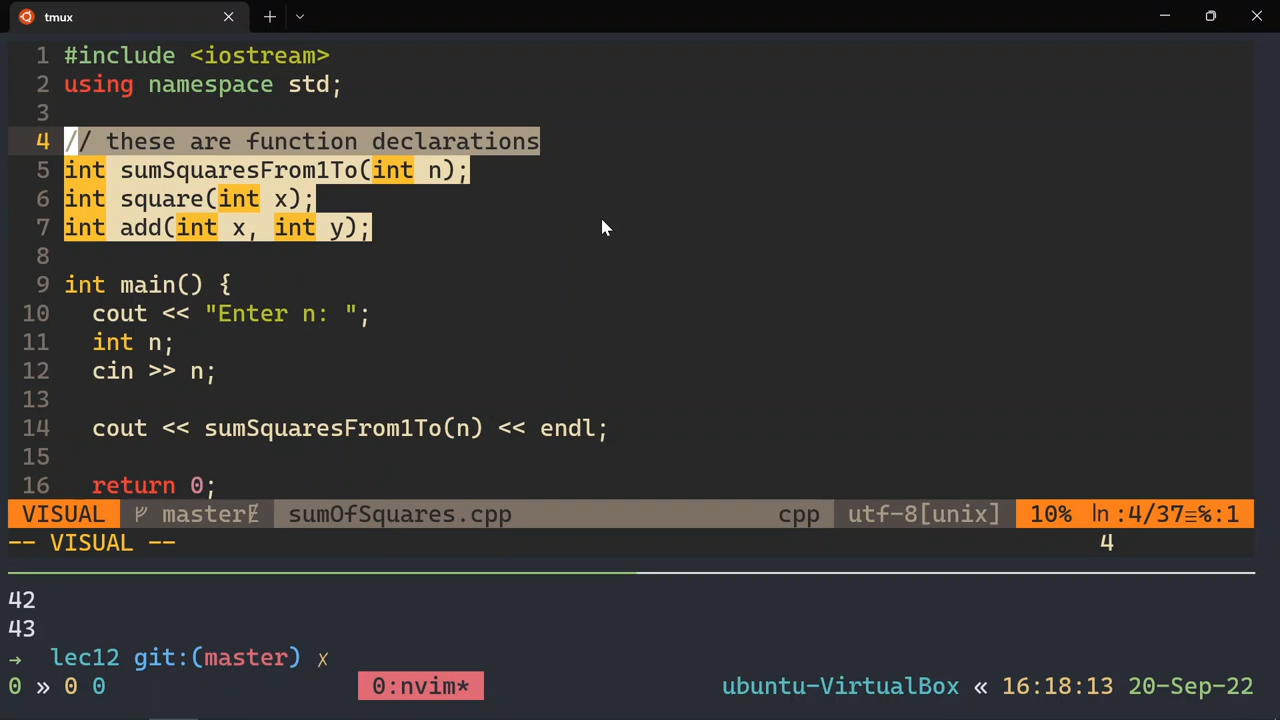 tmux
1 #include <iostream>
2 using namespace std;
3
4 // these are function declarations
5 int sumSquaresFrom1To(int n);
6 int square(int x);
7 int add(int x, int y);
8
9 int main() {
10   cout << "Enter n: ";
11   int n;
12   cin >> n;
13
14   cout << sumSquaresFrom1To(n) << endl;
15
16   return 0;
VISUAL master sumOfSquares.cpp cpp utf-8[unix] 10% ln :4/37≡℅:1
-- VISUAL -- 4
42
43
→ lec12 git:(master) ✗
0 » 0 0 0:nvim* ubuntu-VirtualBox « 16:18:13 20-Sep-22